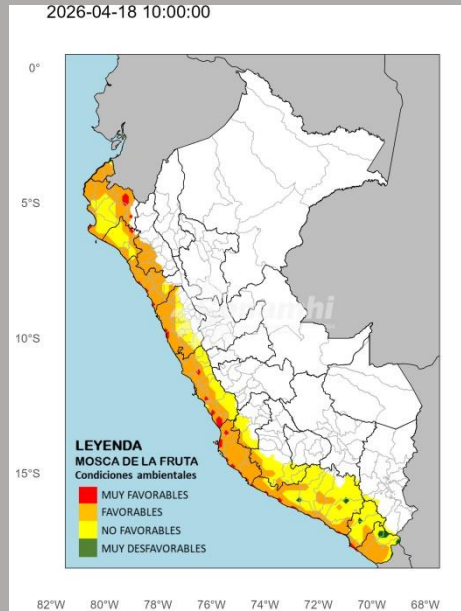 2026-04-18 10:00:00
0°
5°S
10°S
15°S
LEYENDA
MOSCA DE LA FRUTA
Condiciones ambientales
MUY FAVORABLES
FAVORABLES
NO FAVORABLES
MUY DESFAVORABLES
82°W 80°W 78°W 76°W 74°W 72°W 70°W 68°W